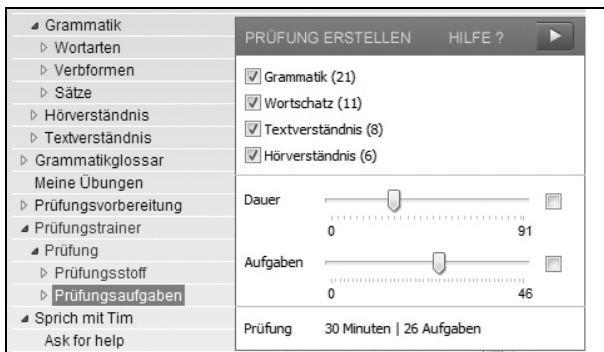 Grammatik
Wortarten
Verbformen
Sätze
Hörverständnis
Textverständnis
Grammatikglossar
Meine Übungen
Prüfungsvorbereitung
Prüfungstrainer
Prüfung
Prüfungsstoff
Prüfungsaufgaben
Sprich mit Tim
Ask for help
PRÜFUNG ERSTELLEN HILFE ?
Grammatik (21)
Wortschatz (11)
Textverständnis (8)
Hörverständnis (6)
Dauer
0 91
Aufgaben
0 46
Prüfung 30 Minuten | 26 Aufgaben